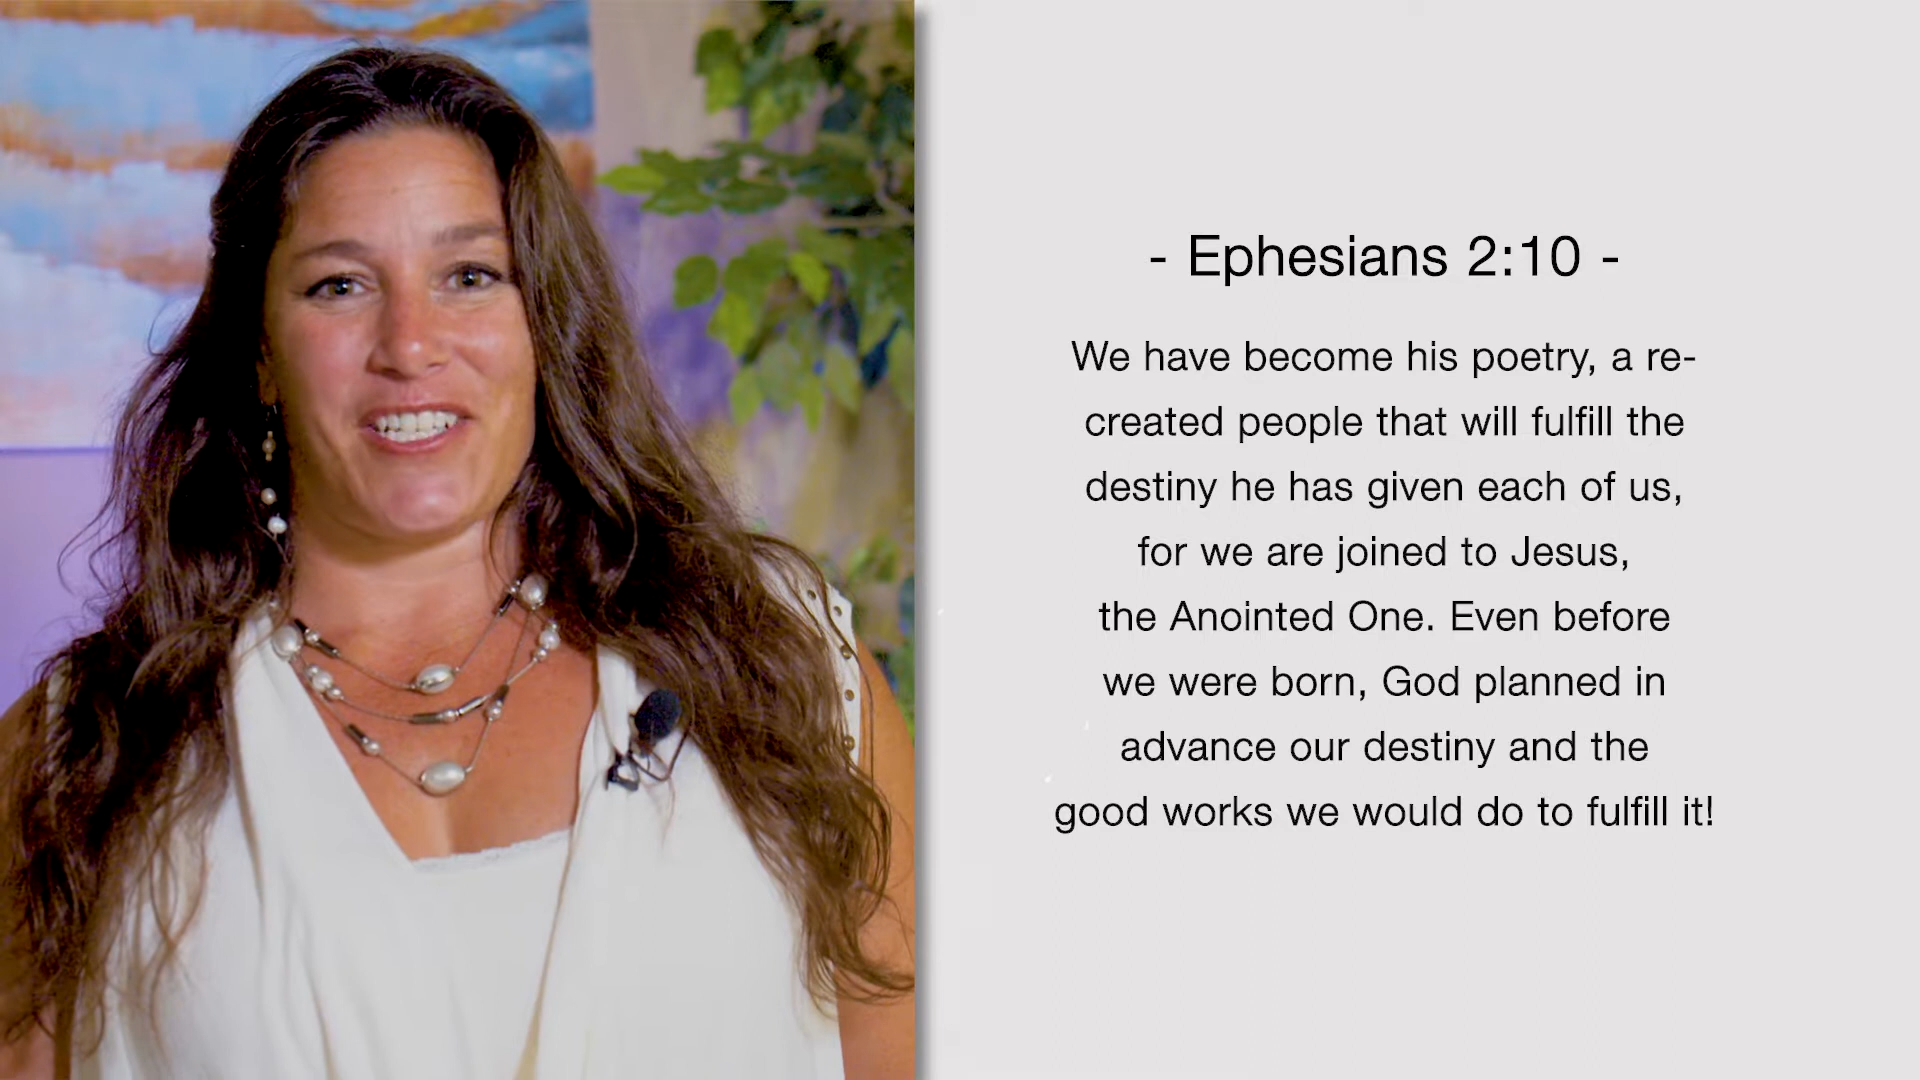 - Ephesians 2:10 -
We have become his poetry, a re-
created people that will fulfill the
destiny he has given each of us,
for we are joined to Jesus,
the Anointed One. Even before
we were born, God planned in
advance our destiny and the
good works we would do to fulfill it!